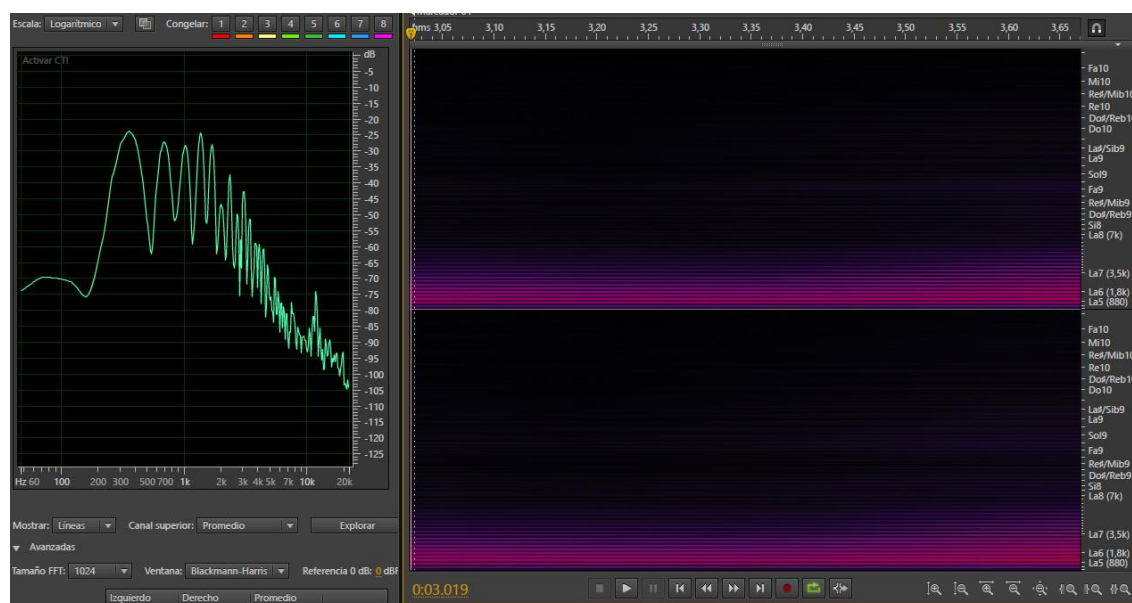 Escala: Logarítmico
Congelar: 1 2 3 4 5 6 7 8
Activar CTI
dB
-5
-10
-15
-20
-25
-30
-35
-40
-45
-50
-55
-60
-65
-70
-75
-80
-85
-90
-95
-100
-105
-110
-115
-120
-125
Hz 60 100 200 300 500 700 1k 2k 3k 4k 5k 7k 10k 20k
Mostrar: Líneas
Canal superior: Promedio
Explorar
Avanzadas
Tamaño FFT: 1024
Ventana: Blackmann-Harris
Referencia 0 dB: 0 dBF
Izquierdo Derecho Promedio
hms 3,05 3,10 3,15 3,20 3,25 3,30 3,35 3,40 3,45 3,50 3,55 3,60 3,65
Fa10
Mi10
Re#/Mib10
Re10
Do#/Reb10
Do10
La#/Sib9
La9
Sol9
Fa9
Re#/Mib9
Do#/Reb9
Si8
La8 (7k)
La7 (3,5k)
La6 (1,8k)
La5 (880)
Fa10
Mi10
Re#/Mib10
Re10
Do#/Reb10
Do10
La#/Sib9
La9
Sol9
Fa9
Re#/Mib9
Do#/Reb9
Si8
La8 (7k)
La7 (3,5k)
La6 (1,8k)
La5 (880)
0:03.019